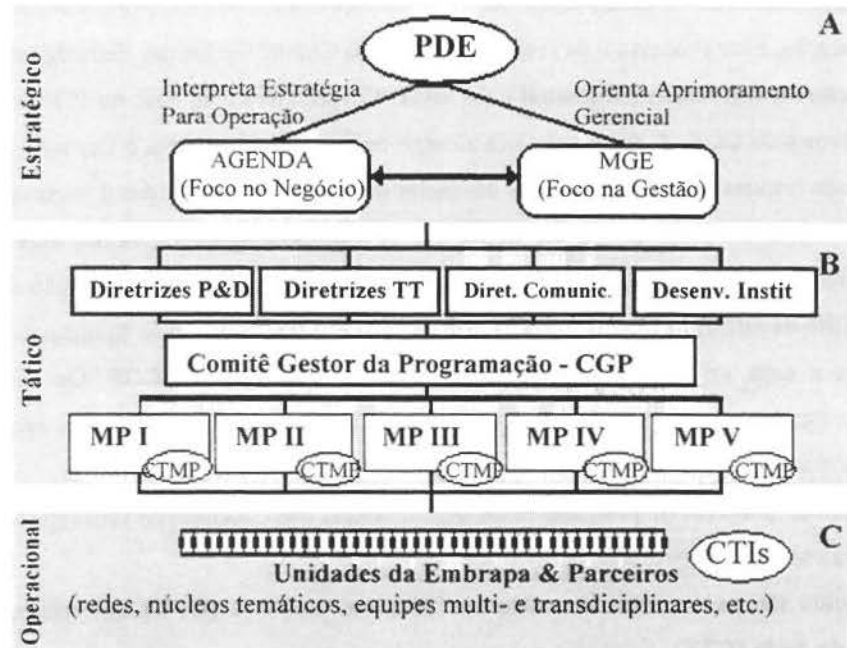 A
PDE
Interpreta Estratégia
Para Operação
Orienta Aprimoramento
Gerencial
AGENDA
(Foco no Negócio)
MGE
(Foco na Gestão)
Estratégico
B
Diretrizes P&D
Diretrizes TT
Diret. Comunic.
Desenv. Instit
Comitê Gestor da Programação - CGP
Tático
MP I
MP II
MP III
MP IV
MP V
CTMP
CTMP
CTMP
CTMP
CTMP
C
CTIs
Unidades da Embrapa & Parceiros
(redes, núcleos temáticos, equipes multi- e transdiciplinares, etc.)
Operacional